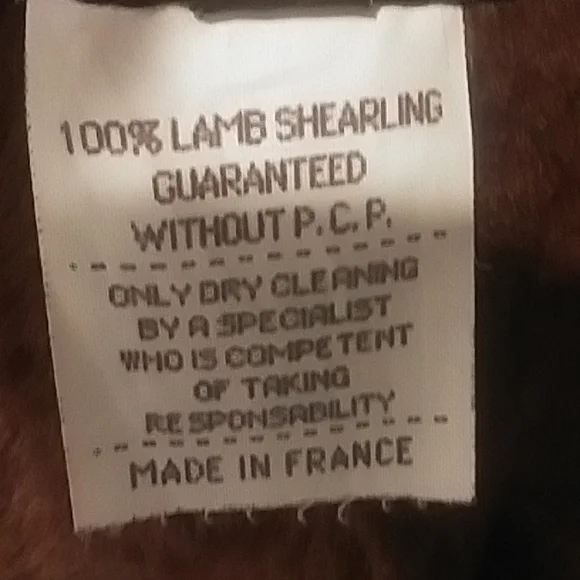 100% LAMB SHEARLING
GUARANTEED
WITHOUT P.C.P.
ONLY DRY CLEANING
BY A SPECIALIST
WHO IS COMPETENT
OF TAKING
RESPONSABILITY
MADE IN FRANCE